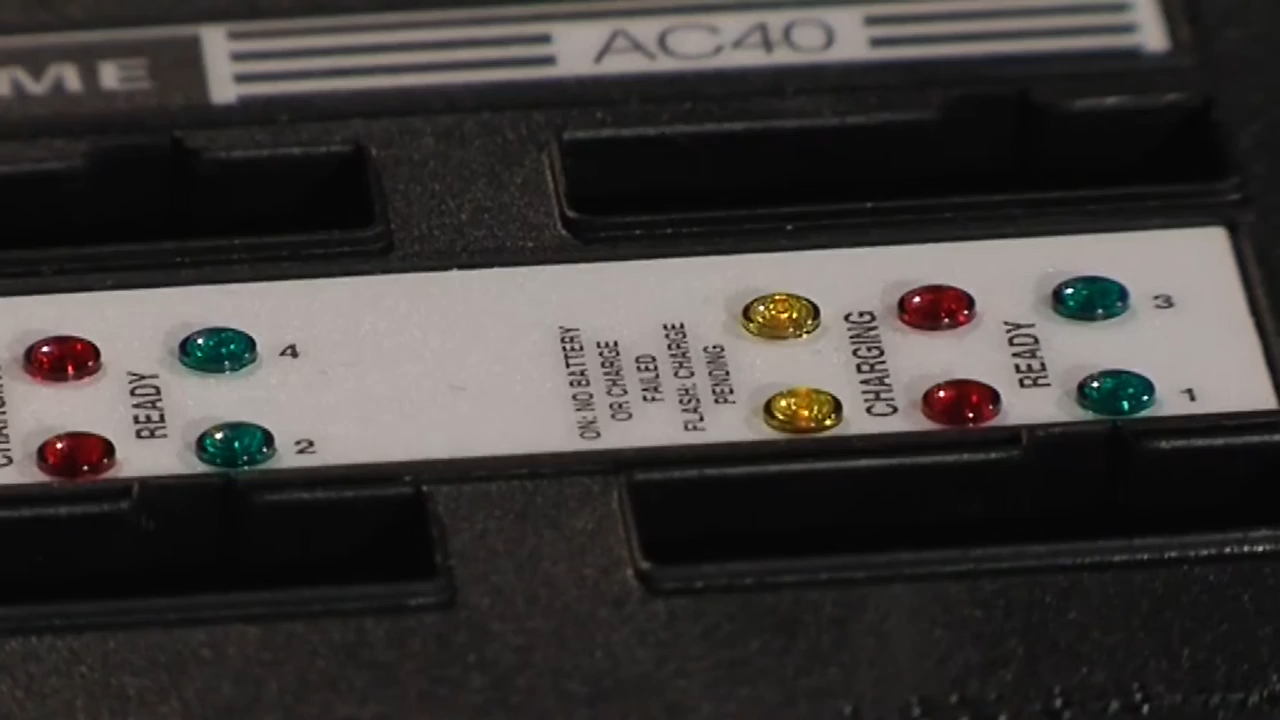 ME
AC40
READY
4
2
ON: NO BATTERY
OR CHARGE
FAILED
FLASH: CHARGE
PENDING
CHARGING
READY
3
1